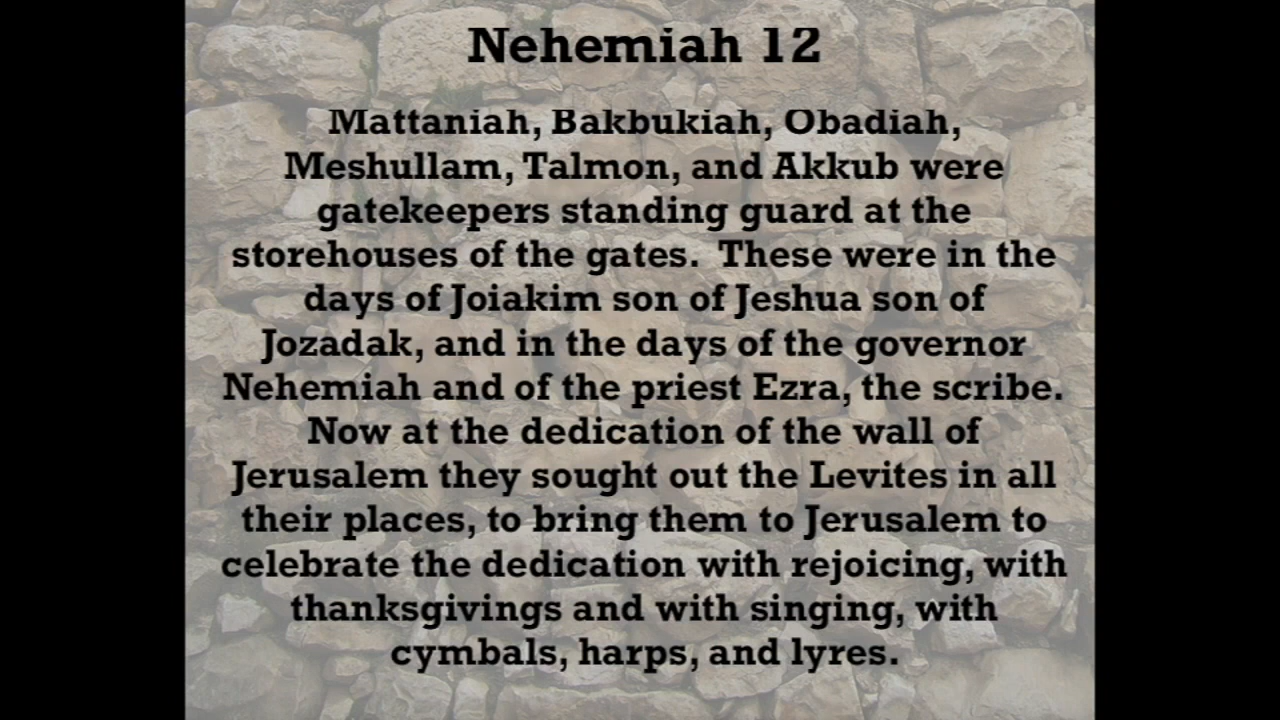 Nehemiah 12
Mattaniah, Bakbukiah, Obadiah,
Meshullam, Talmon, and Akkub were
gatekeepers standing guard at the
storehouses of the gates.  These were in the
days of Joiakim son of Jeshua son of
Jozadak, and in the days of the governor
Nehemiah and of the priest Ezra, the scribe.
Now at the dedication of the wall of
Jerusalem they sought out the Levites in all
their places, to bring them to Jerusalem to
celebrate the dedication with rejoicing, with
thanksgivings and with singing, with
cymbals, harps, and lyres.